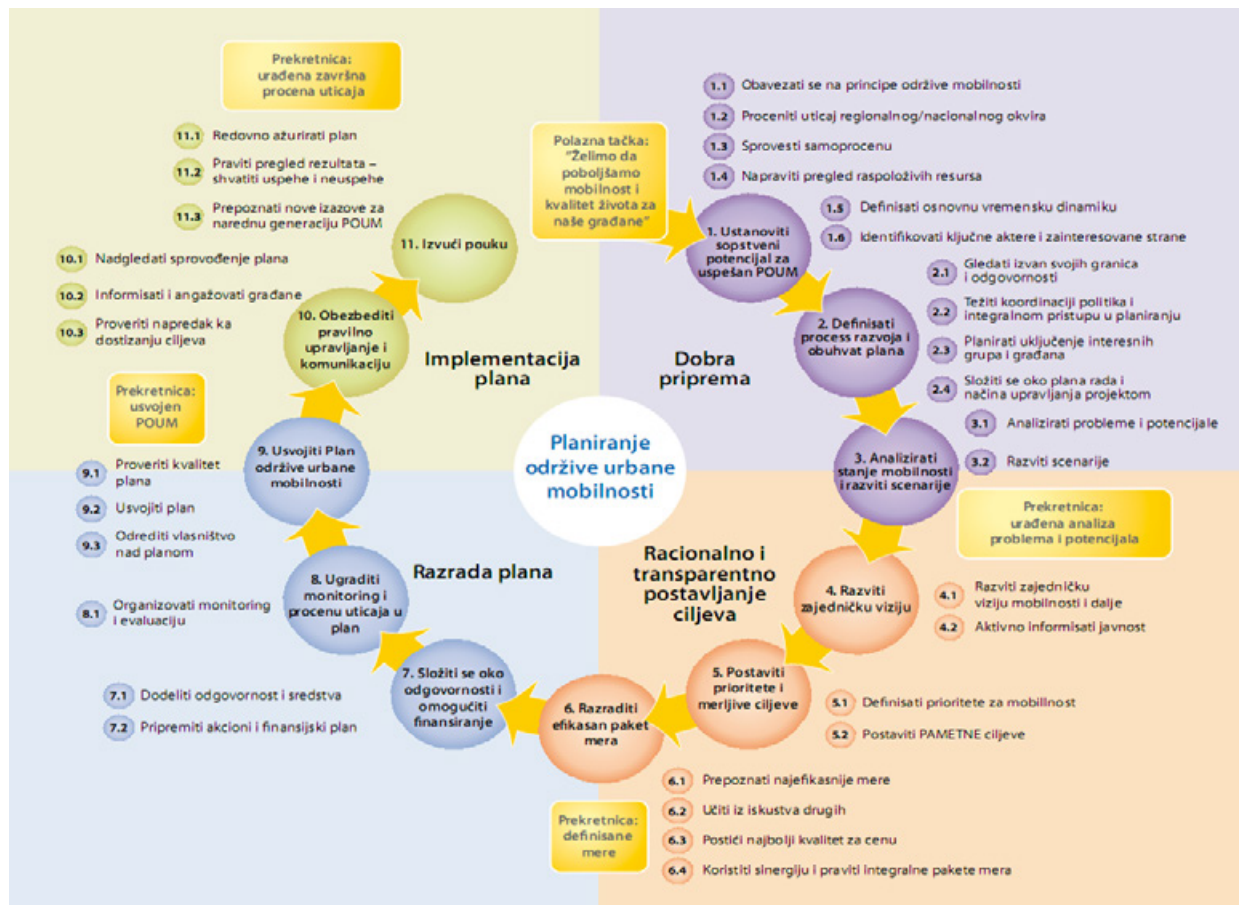 Prekretnica:
urađena završna
procena uticaja
11.1 Redovno ažurirati plan
11.2 Praviti pregled rezultata –
shvatiti uspehe i neuspehe
11.3 Prepoznati nove izazove za
narednu generaciju POUM
10.1 Nadgledati sprovođenje plana
10.2 Informisati i angažovati građane
10.3 Proveriti napredak ka
dostizanju ciljeva
11. Izvući pouku
10. Obezbediti
pravilno
upravljanje i
komunikaciju
Implementacija
plana
Polazna tačka:
"Želimo da
poboljšamo
mobilnost i
kvalitet života za
naše građane"
1.1 Obavezati se na principe održive mobilnosti
1.2 Proceniti uticaj regionalnog/nacionalnog okvira
1.3 Sprovesti samoprocenu
1.4 Napraviti pregled raspoloživih resursa
1.5 Definisati osnovnu vremensku dinamiku
1.6 Identifikovati ključne aktere i zainteresovane strane
1. Ustanoviti
sopstveni
potencijal za
uspešan POUM
2.1 Gledati izvan svojih granica
i odgovornosti
2.2 Težiti koordinaciji politika i
integralnom pristupu u planiranju
2.3 Planirati uključenje interesnih
grupa i građana
2.4 Složiti se oko plana rada i
načina upravljanja projektom
2. Definisati
process razvoja i
obuhvat plana
Dobra
priprema
3.1 Analizirati probleme i potencijale
3.2 Razviti scenarije
3. Analizirati
stanje mobilnosti
i razviti scenarije
Prekretnica:
urađena analiza
problema i potencijala
Planiranje
održive urbane
mobilnosti
Prekretnica:
usvojen
POUM
9. Usvojiti Plan
održive urbane
mobilnosti
9.1 Proveriti kvalitet
plana
9.2 Usvojiti plan
9.3 Odrediti vlasništvo
nad planom
8. Ugraditi
monitoring i
procenu uticaja u
plan
Razrada plana
8.1 Organizovati monitoring
i evaluaciju
7. Složiti se oko
odgovornosti i
omogućiti
finansiranje
7.1 Dodeliti odgovornost i sredstva
7.2 Pripremiti akcioni i finansijski plan
Racionalno i
transparentno
postavljanje
ciljeva
4. Razviti
zajedničku viziju
4.1 Razviti zajedničku
viziju mobilnosti i dalje
4.2 Aktivno informisati javnost
5. Postaviti
prioritete i
merljive ciljeve
5.1 Definisati prioritete za mobillnost
5.2 Postaviti PAMETNE ciljeve
6. Razraditi
efikasan paket
mera
6.1 Prepoznati najefikasnije mere
6.2 Učiti iz iskustva drugih
6.3 Postići najbolji kvalitet za cenu
6.4 Koristiti sinergiju i praviti integralne pakete mera
Prekretnica:
definisane
mere